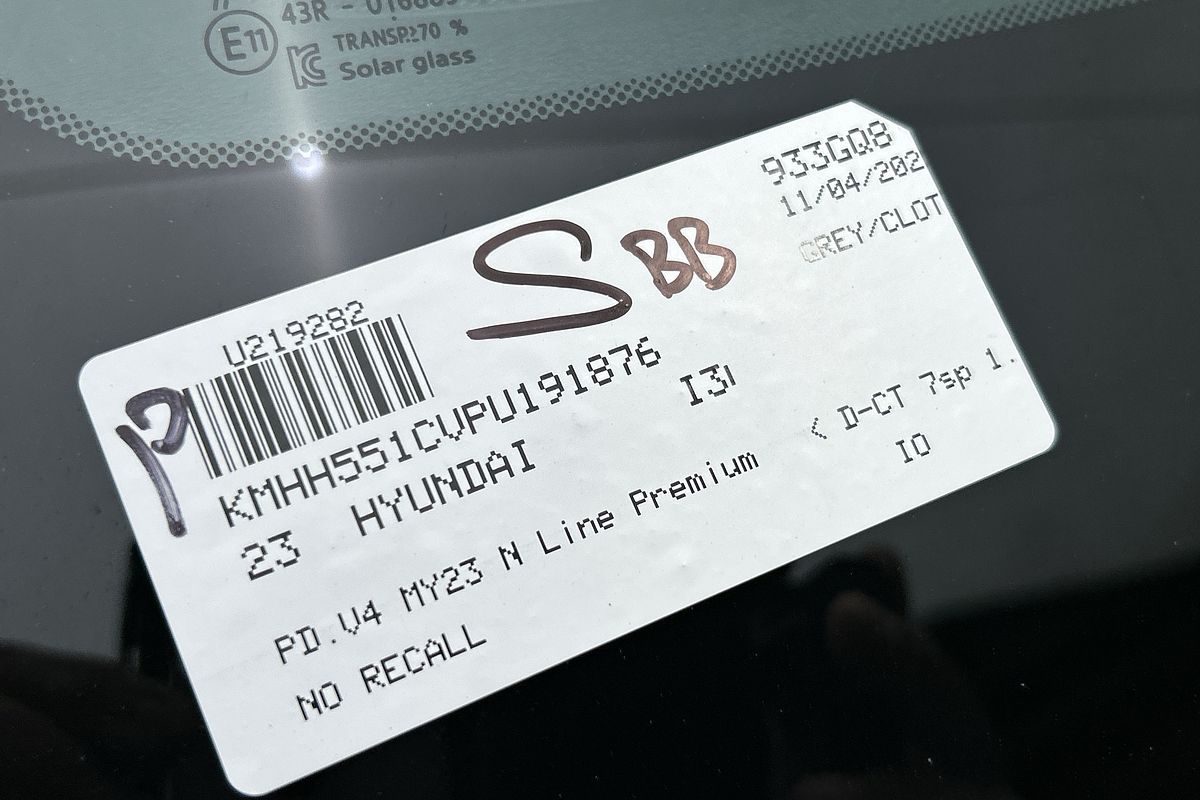 E11
43R -
TRANSP.≥70 %
Solar glass
933GQ8
11/04/202
GREY/CLOT
S BB
U219282
P
KMHH551CVPU191876
23 HYUNDAI I3
PD.V4 MY23 N Line Premium < D-CT 7sp 1.
NO RECALL IO